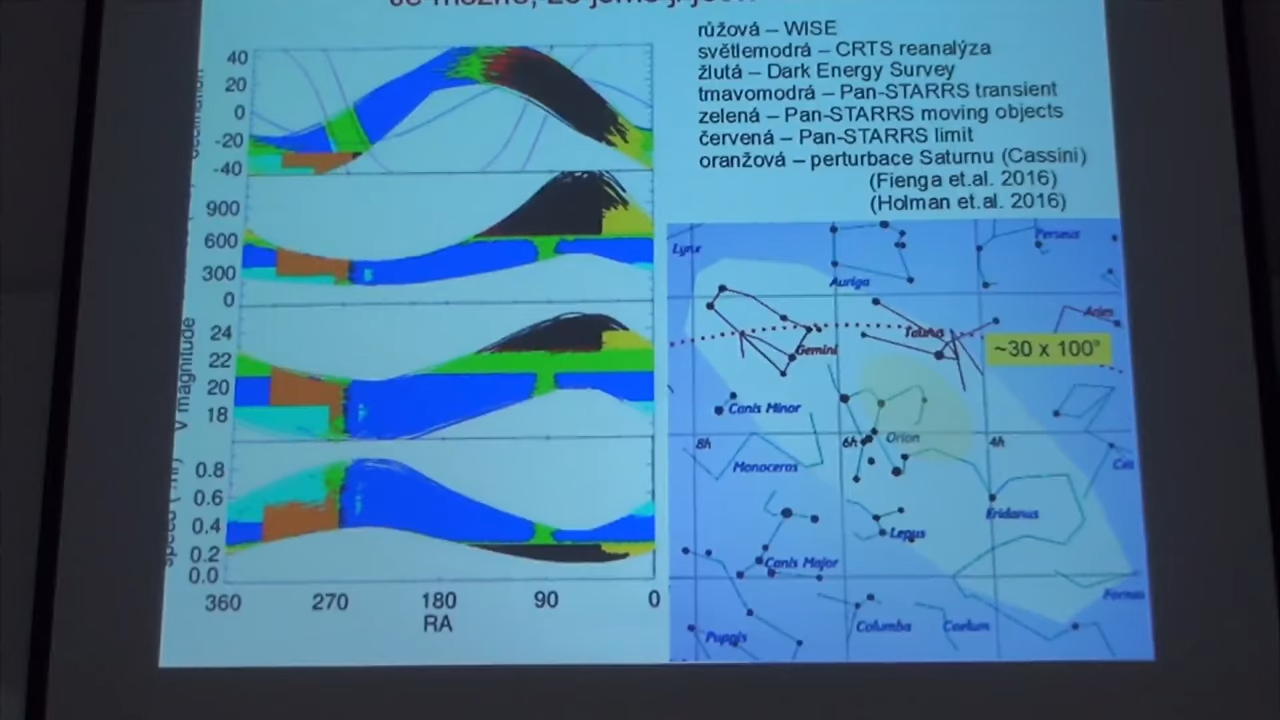 růžová – WISE
světlemodrá – CRTS reanalýza
žlutá – Dark Energy Survey
tmavomodrá – Pan-STARRS transient
zelená – Pan-STARRS moving objects
červená – Pan-STARRS limit
oranžová – perturbace Saturnu (Cassini)
(Fienga et.al. 2016)
(Holman et.al. 2016)
40
20
0
-20
-40
900
600
300
0
V magnitude
24
22
20
18
speed
0.8
0.6
0.4
0.2
0.0
360 270 180 90 0
RA
Lynx
Auriga
Perseus
Aries
Taurus
Gemini
~30 x 100°
Canis Minor
Orion
8h
6h
4h
Monoceros
Eridanus
Lepus
Canis Major
Columba
Caelum
Puppis